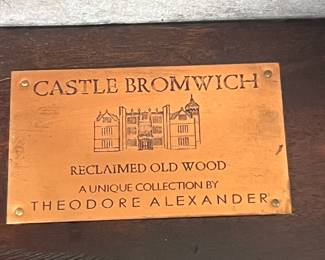 CASTLE BROMWICH
RECLAIMED OLD WOOD
A UNIQUE COLLECTION BY
THEODORE ALEXANDER